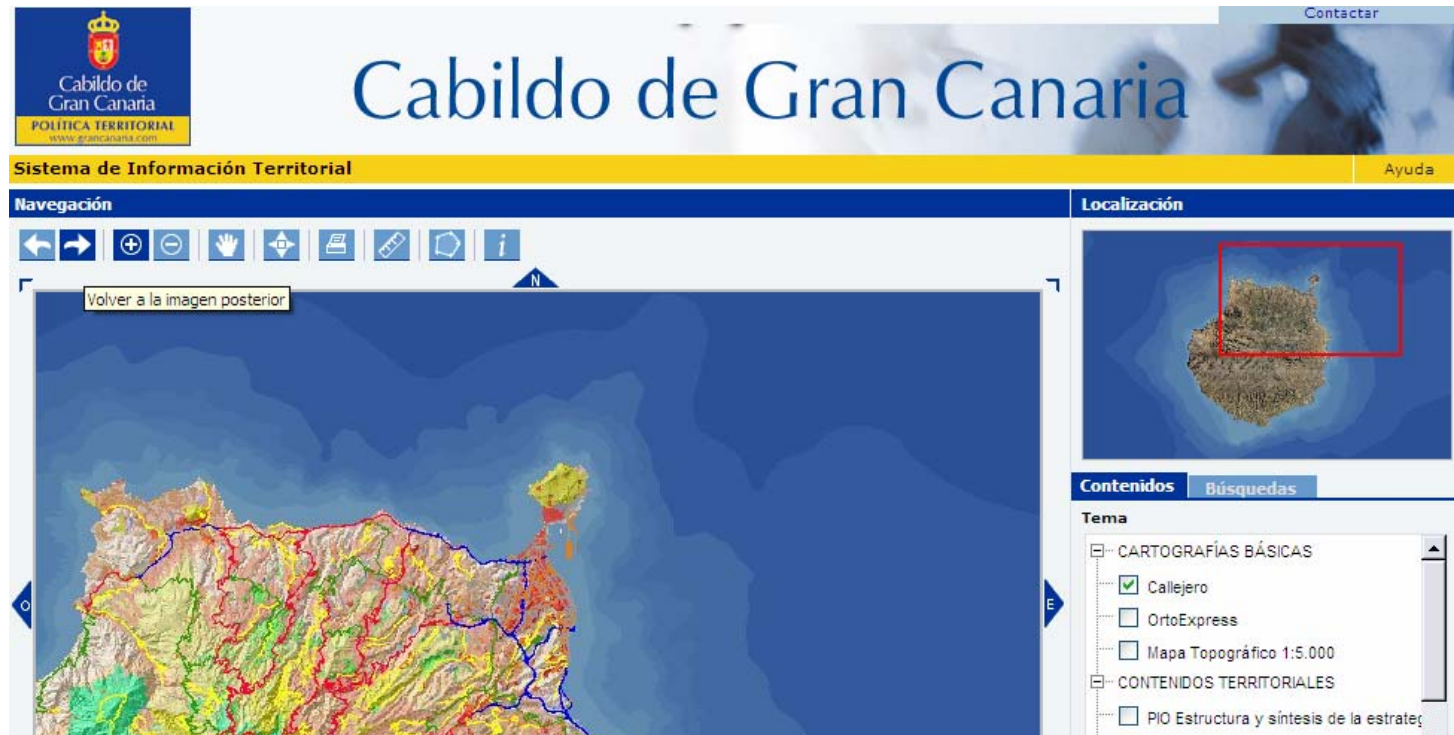 Contactar
Cabildo de
Gran Canaria
POLÍTICA TERRITORIAL
www.grancanaria.com
Cabildo de Gran Canaria
Sistema de Información Territorial
Ayuda
Navegación
Localización
i
N
Volver a la imagen posterior
Contenidos
Búsquedas
Tema
CARTOGRAFÍAS BÁSICAS
Callejero
O
E
OrtoExpress
Mapa Topográfico 1:5.000
CONTENIDOS TERRITORIALES
PIO Estructura y síntesis de la estrateg